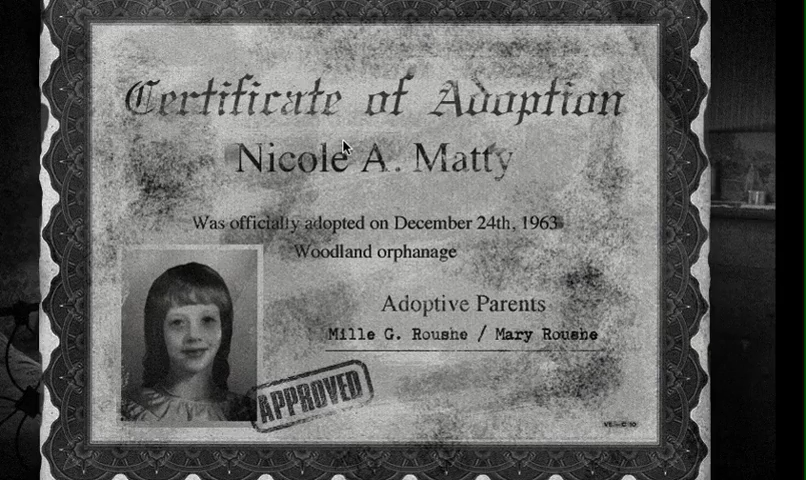 Certificate of Adoption
Nicole A. Matty
Was officially adopted on December 24th, 1963
Woodland orphanage
Adoptive Parents
Mille G. Roushe / Mary Roushe
APPROVED